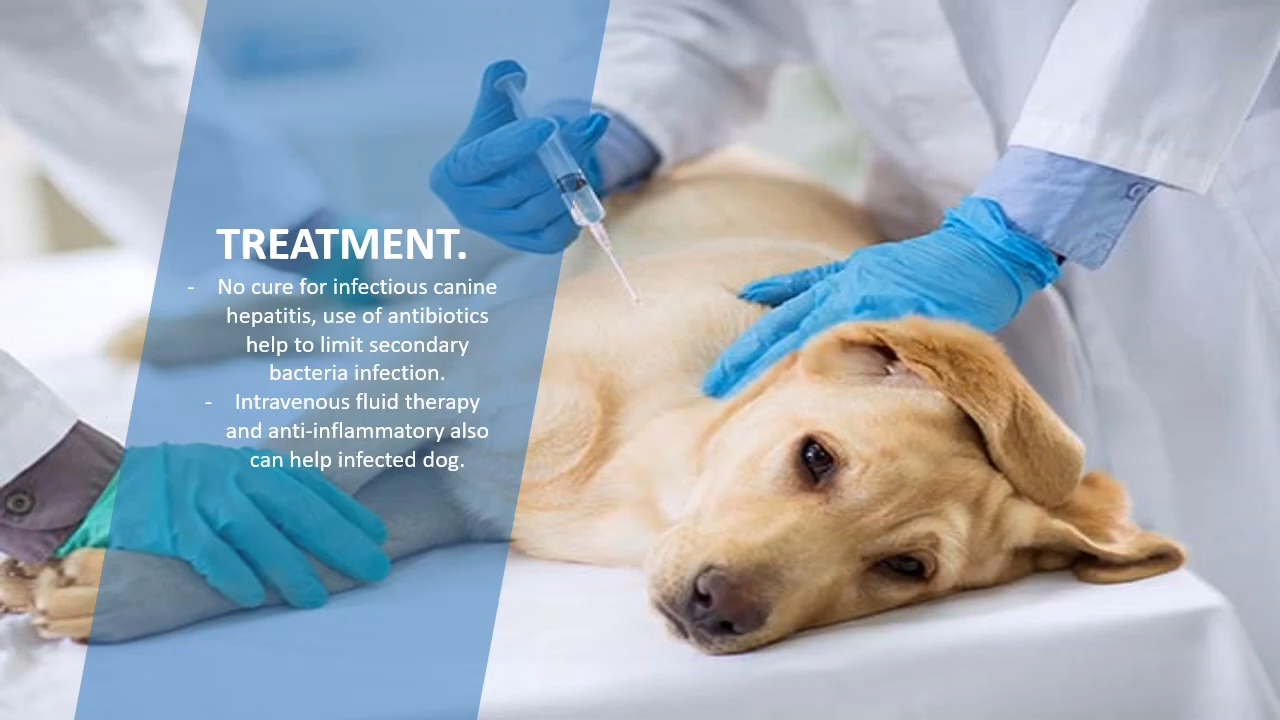 TREATMENT.
- No cure for infectious canine
hepatitis, use of antibiotics
help to limit secondary
bacteria infection.
- Intravenous fluid therapy
and anti-inflammatory also
can help infected dog.